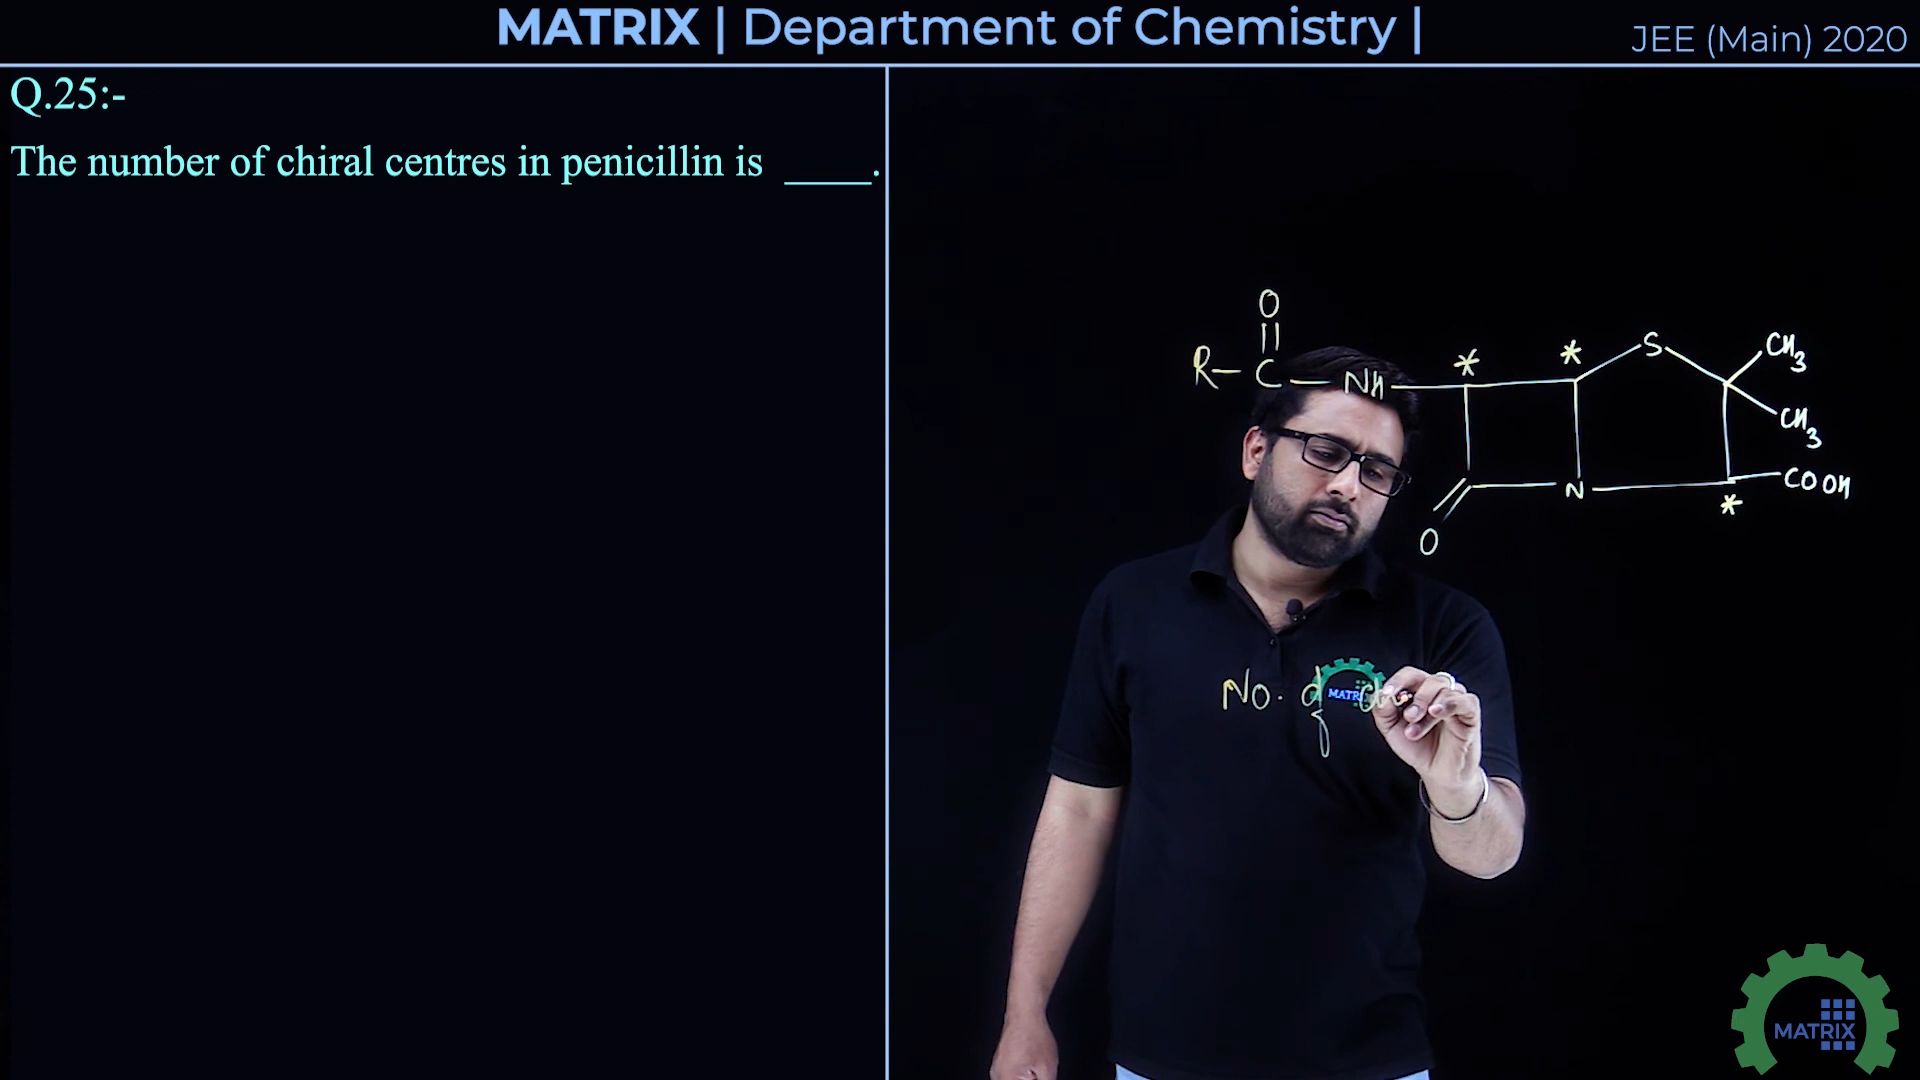 MATRIX | Department of Chemistry |
JEE (Main) 2020
Q.25:-
The number of chiral centres in penicillin is ____.
O
R–C–NH
* * S CH3
CH3
N COOH
*
O
No. of
MATRIX
MATRIX